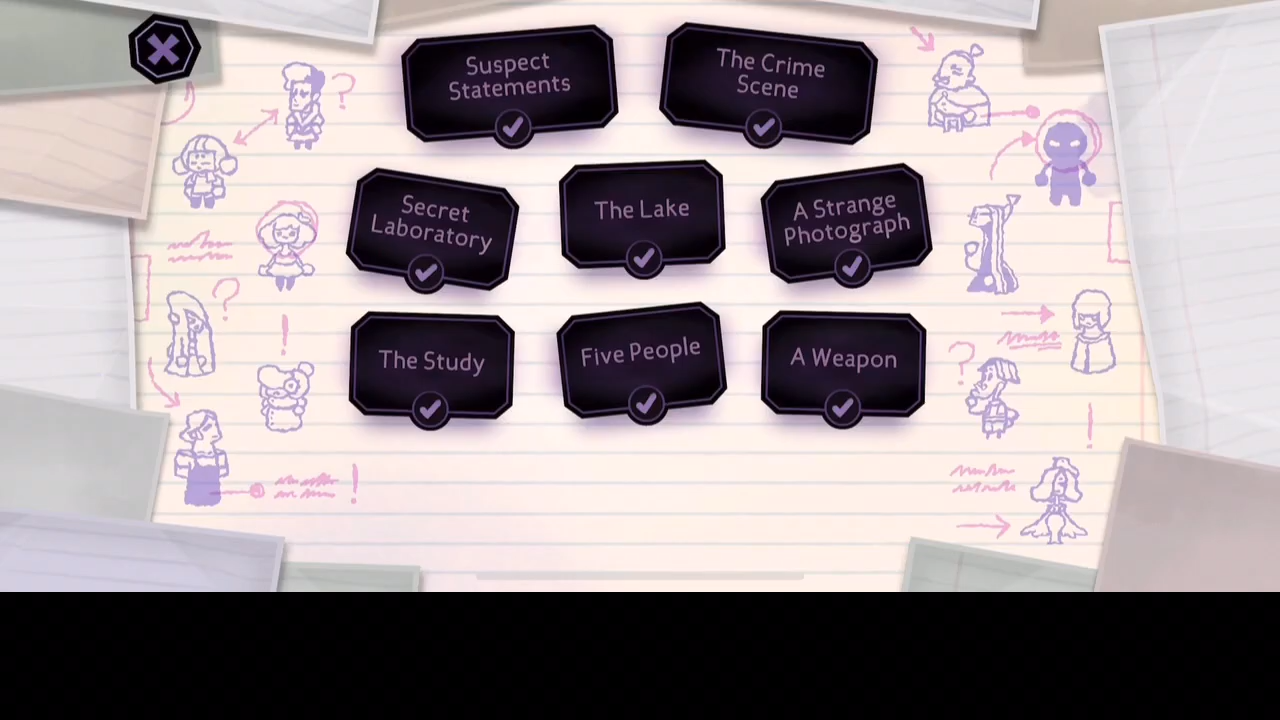 Suspect
Statements
The Crime
Scene
Secret
Laboratory
The Lake
A Strange
Photograph
The Study
Five People
A Weapon
?
?
!
!
?
!